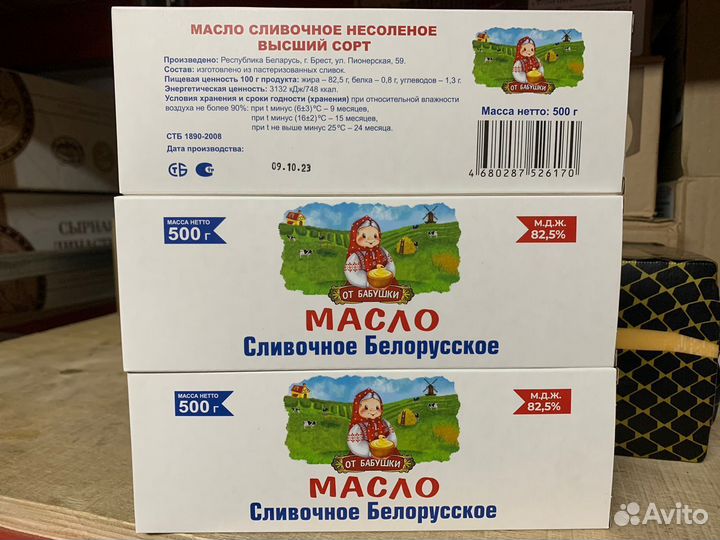 МАСЛО СЛИВОЧНОЕ НЕСОЛЕНОЕ
ВЫСШИЙ СОРТ
Произведено: Республика Беларусь, г. Брест, ул. Пионерская, 59.
Состав: изготовлено из пастеризованных сливок.
Пищевая ценность 100 г продукта: жира – 82,5 г, белка – 0,8 г, углеводов – 1,3 г.
Энергетическая ценность: 3132 кДж/748 ккал.
Условия хранения и сроки годности (хранения) при относительной влажности
воздуха не более 90%: при t минус (6±3)°С – 9 месяцев,
при t минус (16±2)°С – 15 месяцев,
при t не выше минус 25°С – 24 месяца.
СТБ 1890-2008
Дата производства:
09.10.23
СТБ
ОТ БАБУШКИ
Масса нетто: 500 г
4 680287 526170
МАССА НЕТТО
500 г
М.Д.Ж.
82,5%
ОТ БАБУШКИ
МАСЛО
Сливочное Белорусское
МАССА НЕТТО
500 г
М.Д.Ж.
82,5%
ОТ БАБУШКИ
МАСЛО
Сливочное Белорусское
СЫРНАЯ
Avito